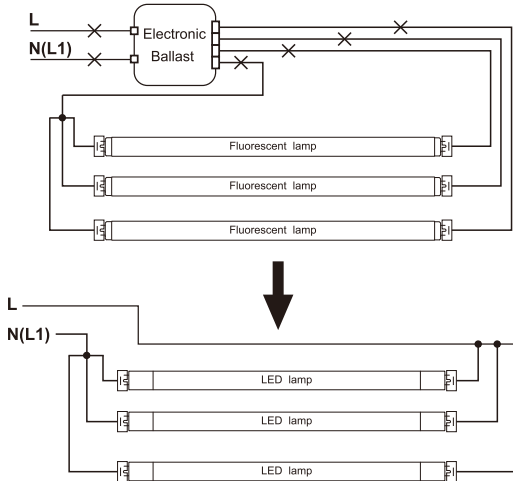 L
N(L1)
Electronic
Ballast
Fluorescent lamp
Fluorescent lamp
Fluorescent lamp
L
N(L1)
LED lamp
LED lamp
LED lamp